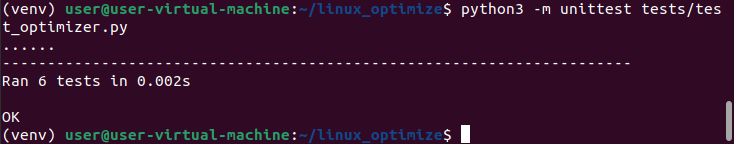 (venv) user@user-virtual-machine:~/linux_optimize$ python3 -m unittest tests/tes
t_optimizer.py
......
----------------------------------------------------------------------
Ran 6 tests in 0.002s
OK
(venv) user@user-virtual-machine:~/linux_optimize$